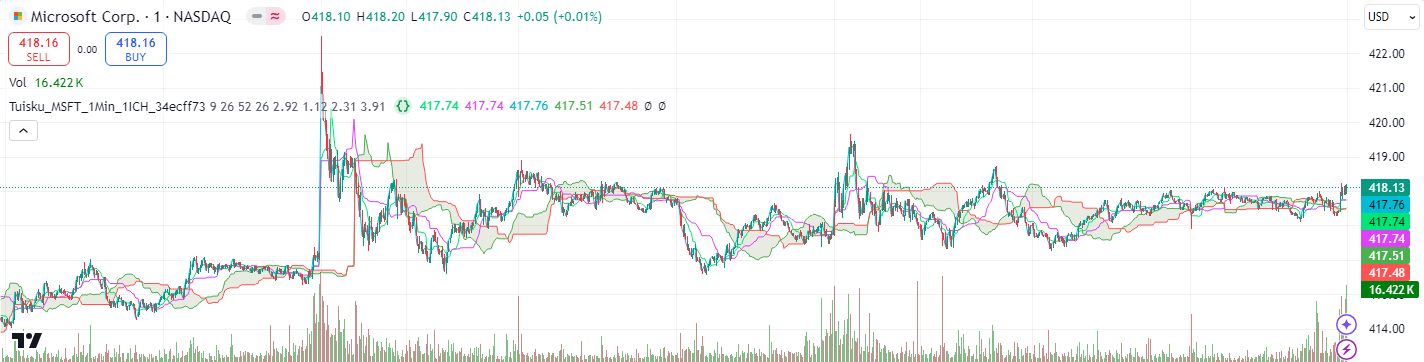 Microsoft Corp. · 1 · NASDAQ O418.10 H418.20 L417.90 C418.13 +0.05 (+0.01%)
USD
418.16 SELL 0.00 418.16 BUY
Vol 16.422 K
Tuisku_MSFT_1Min_1ICH_34ecff73 9 26 52 26 2.92 1.12 2.31 3.91 {} 417.74 417.74 417.76 417.51 417.48 Ø Ø
422.00
421.00
420.00
419.00
418.13
417.76
417.74
417.74
417.51
417.48
16.422 K
414.00